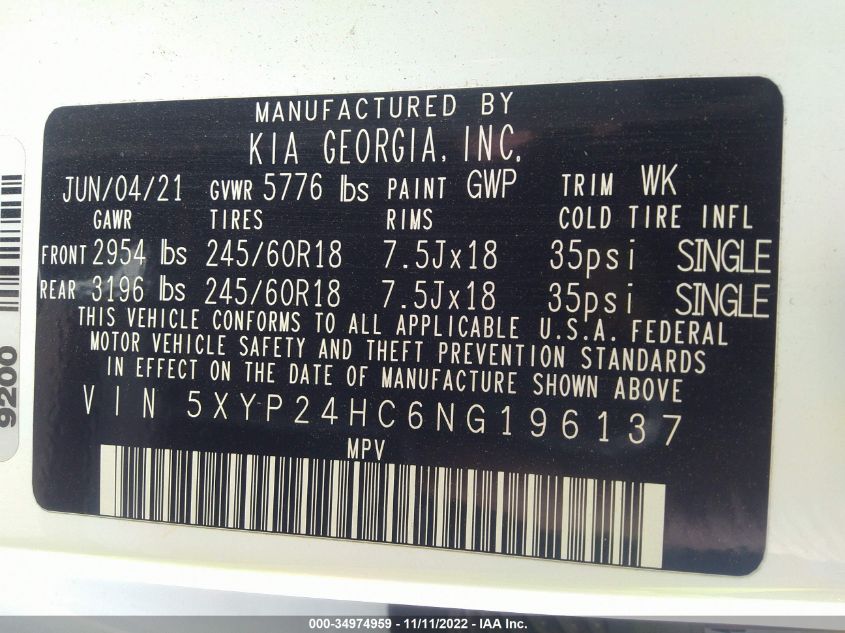 MANUFACTURED BY
KIA GEORGIA, INC.
JUN/04/21 GVWR 5776 lbs PAINT GWP TRIM WK
GAWR TIRES RIMS COLD TIRE INFL
FRONT 2954 lbs 245/60R18 7.5Jx18 35psi SINGLE
REAR 3196 lbs 245/60R18 7.5Jx18 35psi SINGLE
THIS VEHICLE CONFORMS TO ALL APPLICABLE U.S.A. FEDERAL
MOTOR VEHICLE SAFETY AND THEFT PREVENTION STANDARDS
IN EFFECT ON THE DATE OF MANUFACTURE SHOWN ABOVE
VIN 5XYP24HC6NG196137
MPV
9200
000-34974959 - 11/11/2022 - IAA Inc.